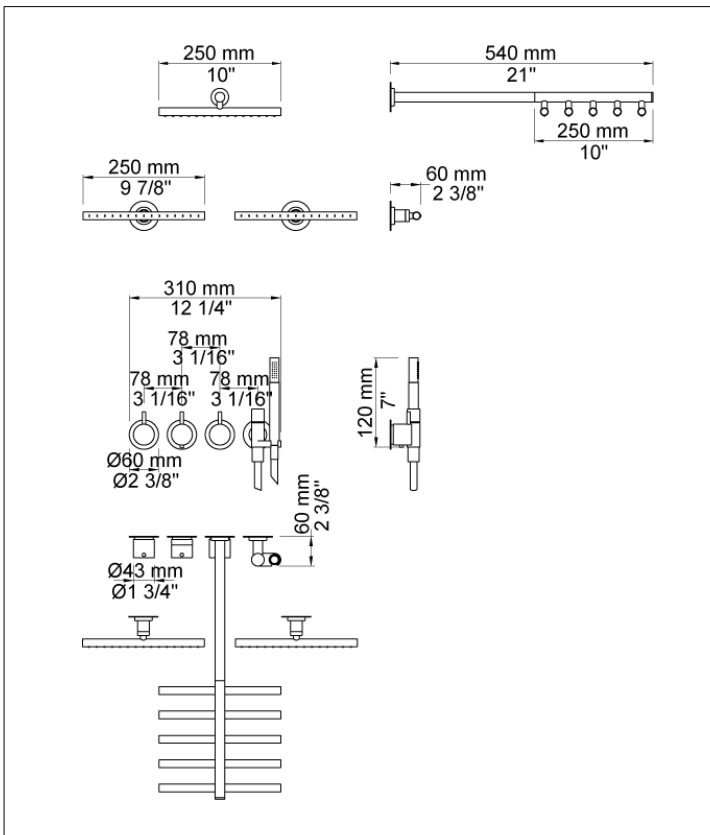 250 mm
10"
540 mm
21"
250 mm
10"
250 mm
9 7/8"
60 mm
2 3/8"
310 mm
12 1/4"
78 mm
3 1/16"
78 mm
3 1/16"
78 mm
3 1/16"
120 mm
7"
Ø60 mm
Ø2 3/8"
60 mm
2 3/8"
Ø43 mm
Ø1 3/4"